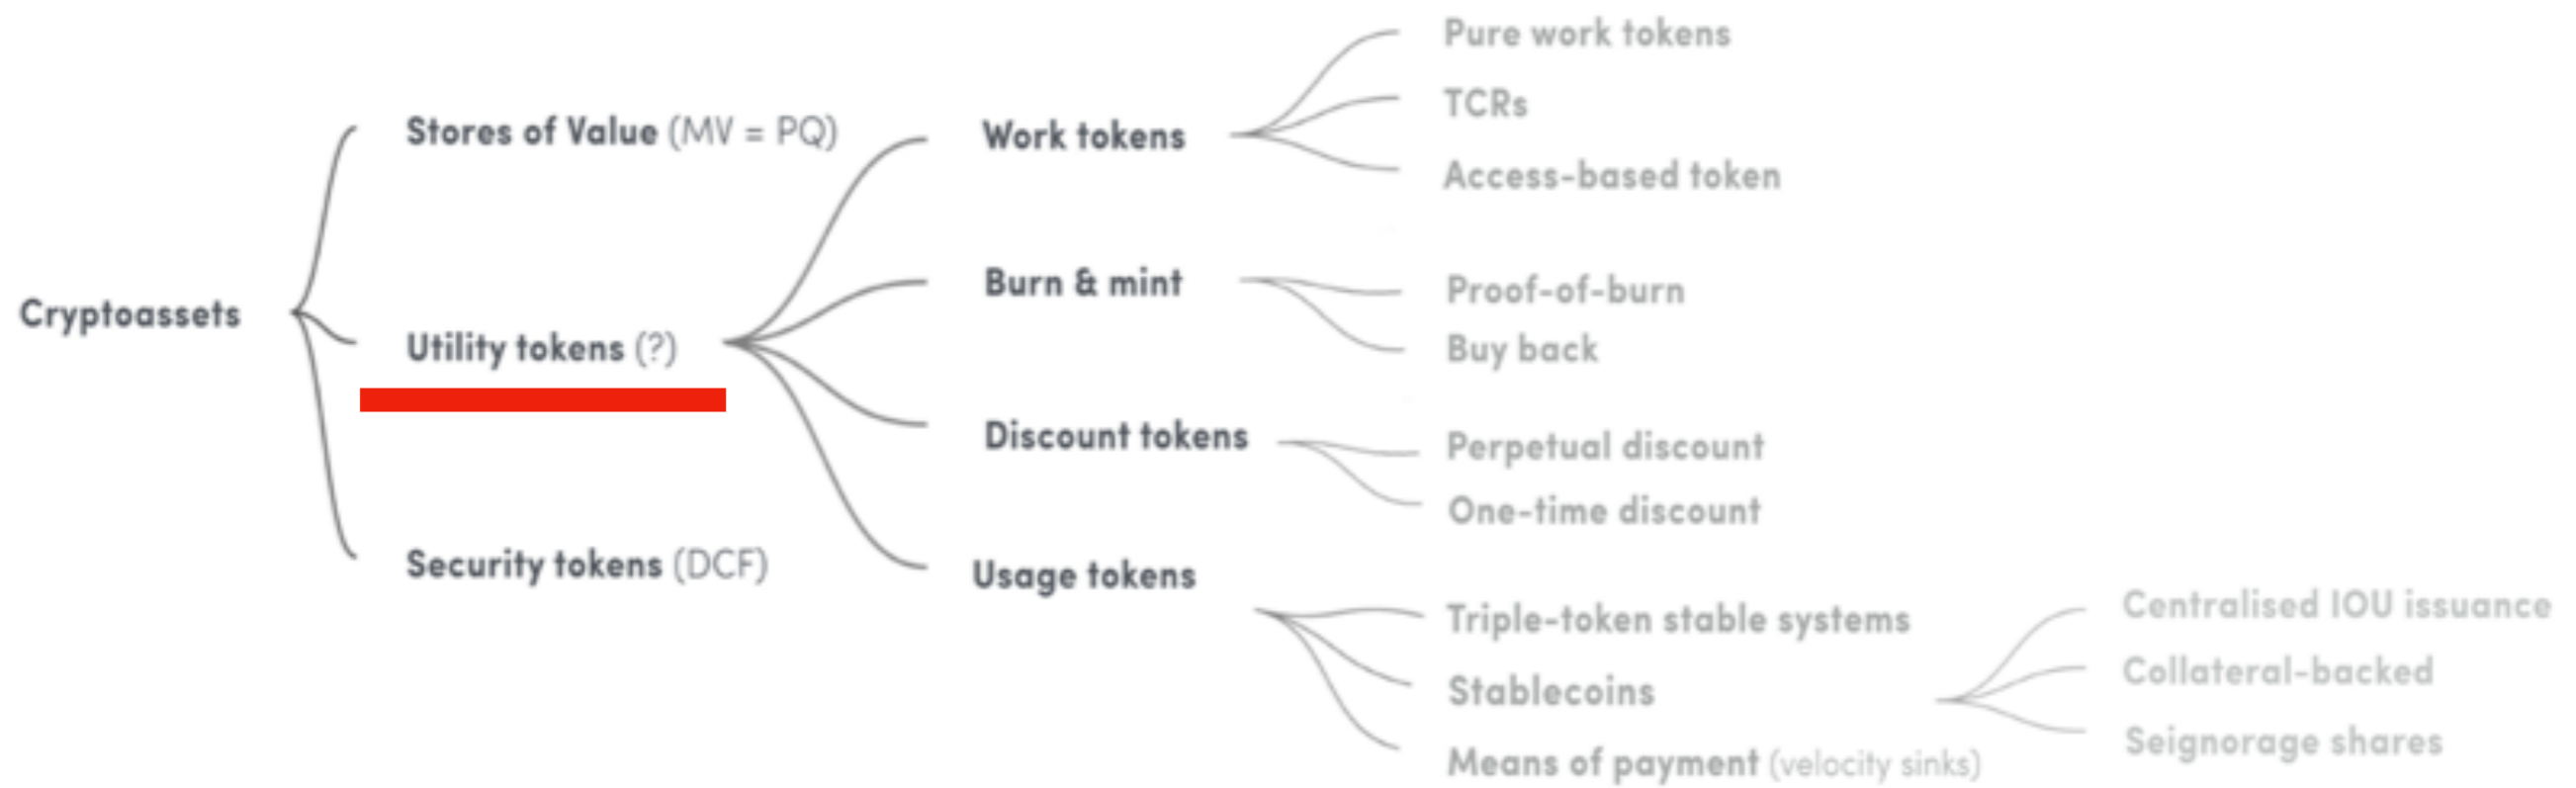 Cryptoassets
Stores of Value (MV = PQ)
Utility tokens (?)
Security tokens (DCF)
Work tokens
Burn & mint
Discount tokens
Usage tokens
Pure work tokens
TCRs
Access-based token
Proof-of-burn
Buy back
Perpetual discount
One-time discount
Triple-token stable systems
Stablecoins
Means of payment (velocity sinks)
Centralised IOU issuance
Collateral-backed
Seignorage shares